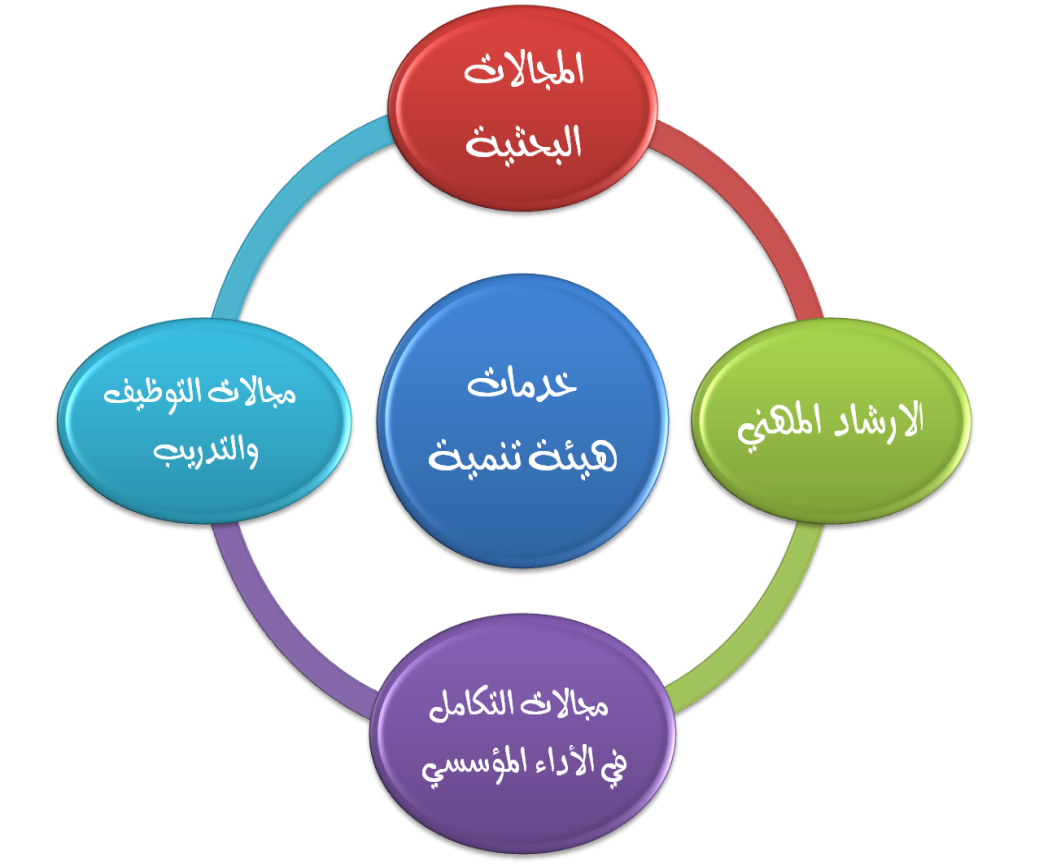 المجالات
البحثية
خدمات
هيئة تنمية
الارشاد المهني
مجالات التوظيف
والتدريب
مجالات التكامل
في الأداء المؤسسي